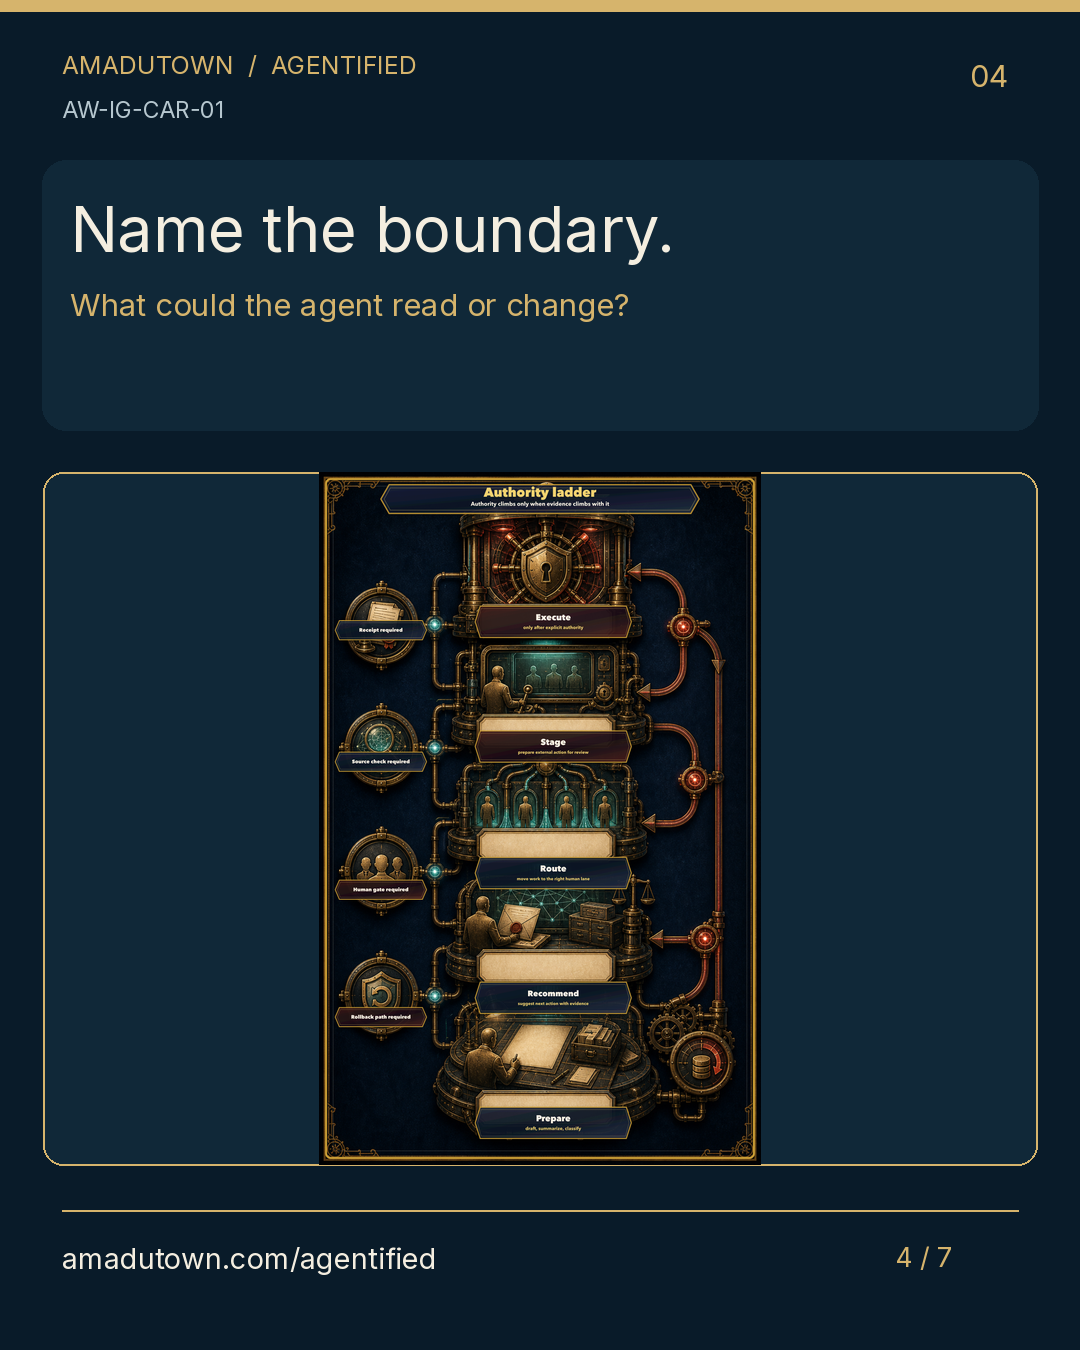 AMADUTOWN / AGENTIFIED
04
AW-IG-CAR-01
Name the boundary.
What could the agent read or change?
Authority ladder
Authority climbs only when evidence climbs with it
Execute
only after explicit authority
Receipt required
Stage
prepare external action for review
Source check required
Route
move work to the right human lane
Human gate required
Recommend
suggest next action with evidence
Rollback path required
Prepare
draft, summarize, classify
amadutown.com/agentified
4 / 7